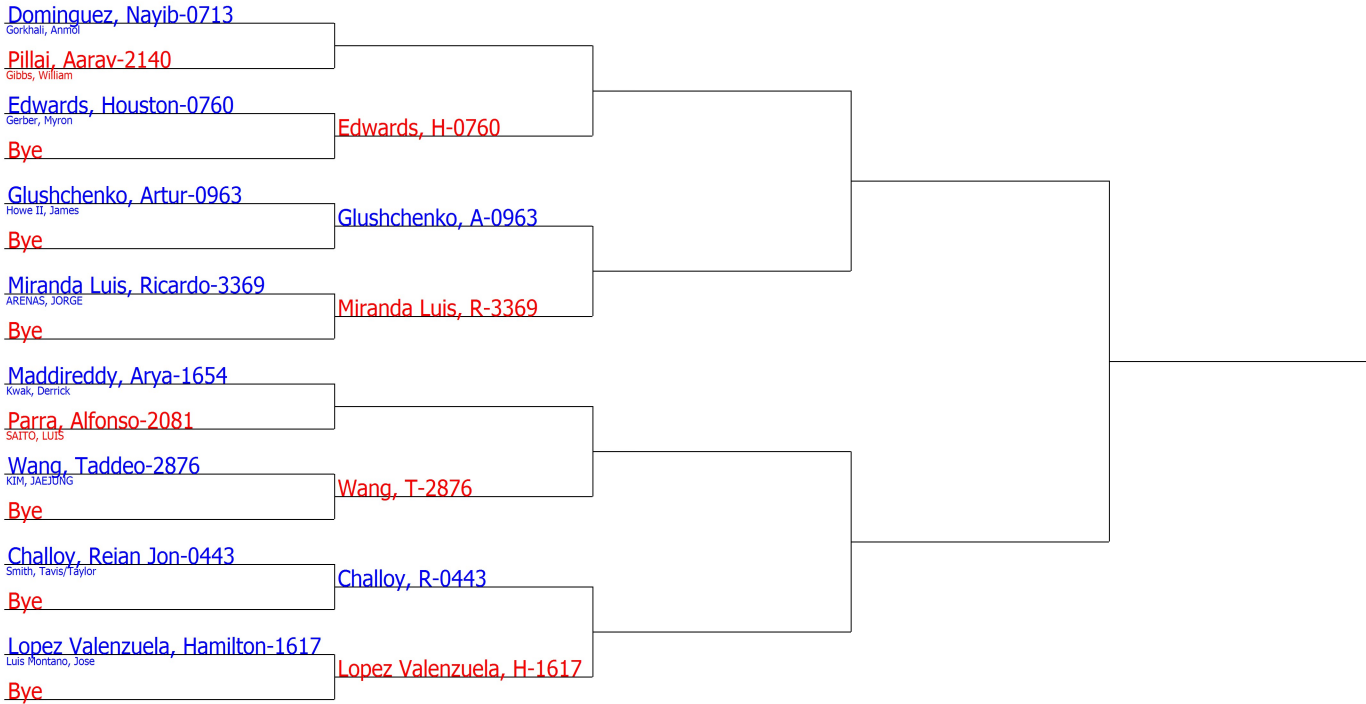 Dominguez, Nayib-0713
Gorkhali, Anmol
Pillai, Aarav-2140
Gibbs, William
Edwards, Houston-0760
Gerber, Myron
Edwards, H-0760
Bye
Glushchenko, Artur-0963
Howe II, James
Glushchenko, A-0963
Bye
Miranda Luis, Ricardo-3369
ARENAS, JORGE
Miranda Luis, R-3369
Bye
Maddireddy, Arya-1654
Kwak, Derrick
Parra, Alfonso-2081
SAITO, LUIS
Wang, Taddeo-2876
KIM, JAEJUNG
Wang, T-2876
Bye
Challoy, Reian Jon-0443
Smith, Tavis/Taylor
Challoy, R-0443
Bye
Lopez Valenzuela, Hamilton-1617
Luis Montano, Jose
Lopez Valenzuela, H-1617
Bye